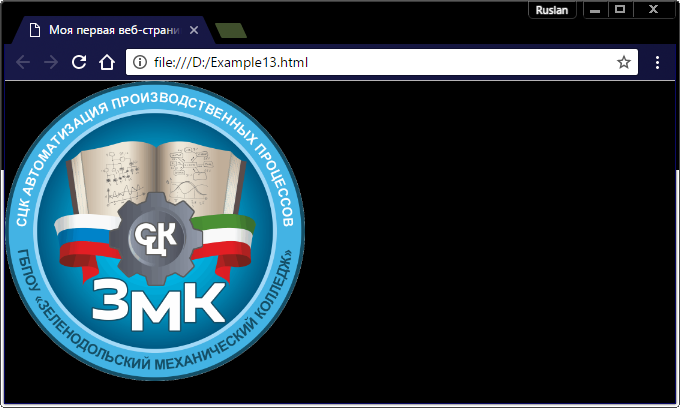 Ruslan
Моя первая веб-страни
file:///D:/Example13.html
СЦК АВТОМАТИЗАЦИЯ ПРОИЗВОДСТВЕННЫХ ПРОЦЕССОВ
СЦК
ЗМК
ГБПОУ «ЗЕЛЕНОДОЛЬСКИЙ МЕХАНИЧЕСКИЙ КОЛЛЕДЖ»